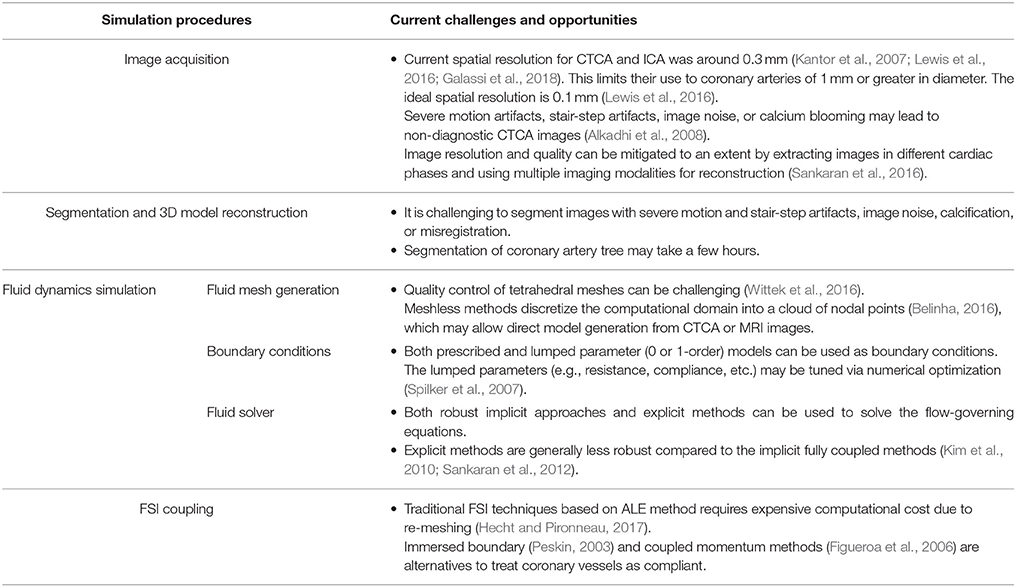 Simulation procedures
Current challenges and opportunities
Image acquisition
• Current spatial resolution for CTCA and ICA was around 0.3 mm (Kantor et al., 2007; Lewis et al.,
2016; Galassi et al., 2018). This limits their use to coronary arteries of 1 mm or greater in diameter. The
ideal spatial resolution is 0.1 mm (Lewis et al., 2016).
Severe motion artifacts, stair-step artifacts, image noise, or calcium blooming may lead to
non-diagnostic CTCA images (Alkadhi et al., 2008).
Image resolution and quality can be mitigated to an extent by extracting images in different cardiac
phases and using multiple imaging modalities for reconstruction (Sankaran et al., 2016).
Segmentation and 3D model reconstruction
• It is challenging to segment images with severe motion and stair-step artifacts, image noise, calcification,
or misregistration.
• Segmentation of coronary artery tree may take a few hours.
Fluid dynamics simulation
Fluid mesh generation
• Quality control of tetrahedral meshes can be challenging (Wittek et al., 2016).
Meshless methods discretize the computational domain into a cloud of nodal points (Belinha, 2016),
which may allow direct model generation from CTCA or MRI images.
Boundary conditions
• Both prescribed and lumped parameter (0 or 1-order) models can be used as boundary conditions.
The lumped parameters (e.g., resistance, compliance, etc.) may be tuned via numerical optimization
(Spilker et al., 2007).
Fluid solver
• Both robust implicit approaches and explicit methods can be used to solve the flow-governing
equations.
• Explicit methods are generally less robust compared to the implicit fully coupled methods (Kim et al.,
2010; Sankaran et al., 2012).
FSI coupling
• Traditional FSI techniques based on ALE method requires expensive computational cost due to
re-meshing (Hecht and Pironneau, 2017).
Immersed boundary (Peskin, 2003) and coupled momentum methods (Figueroa et al., 2006) are
alternatives to treat coronary vessels as compliant.